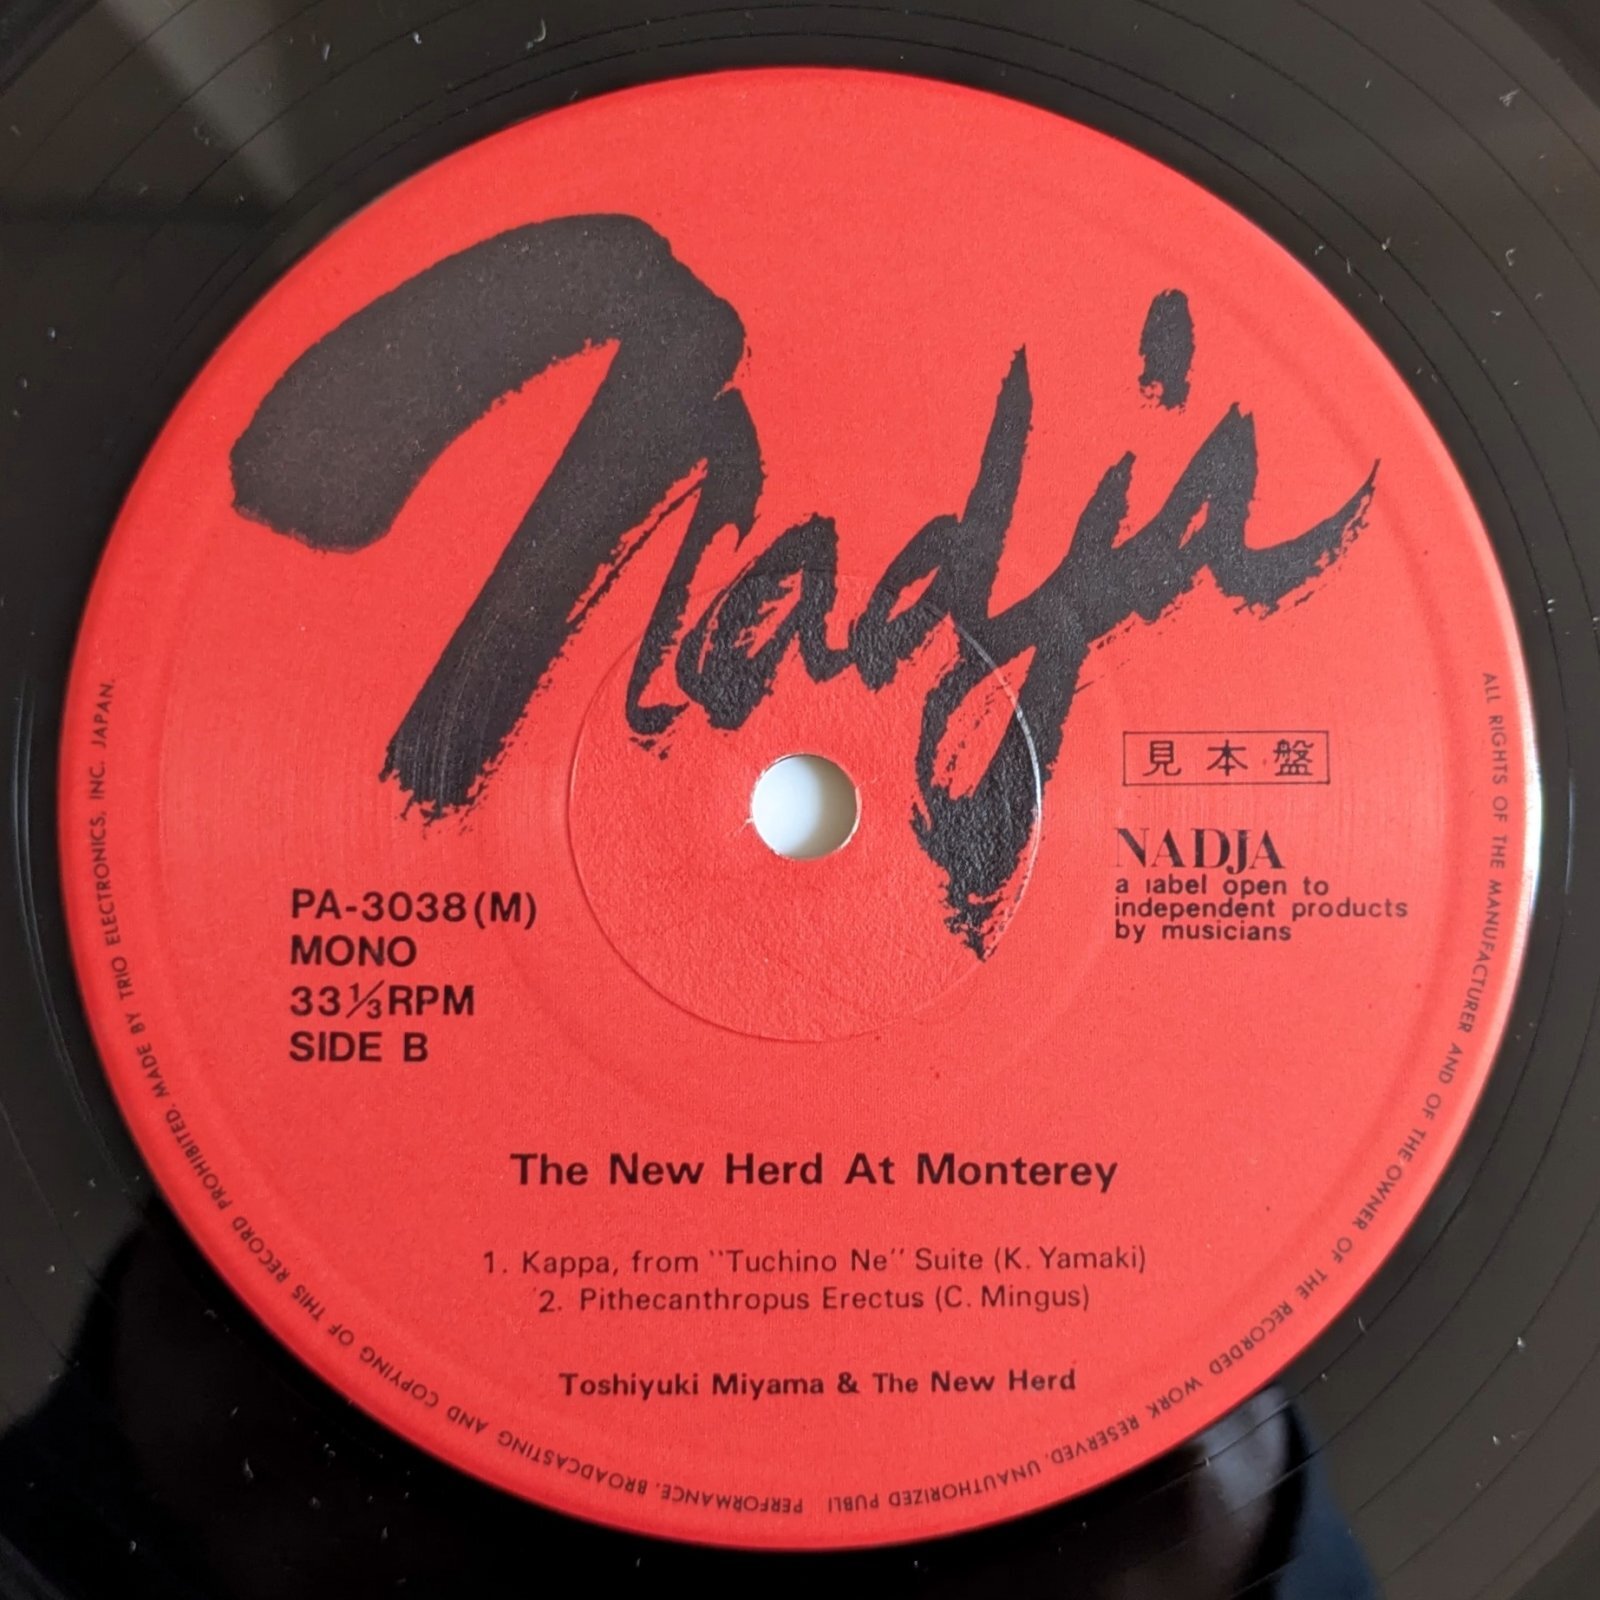 Nadja
見本盤
NADJA
a label open to
independent products
by musicians
PA-3038(M)
MONO
33⅓RPM
SIDE B
The New Herd At Monterey
1. Kappa, from "Tuchino Ne" Suite (K. Yamaki)
2. Pithecanthropus Erectus (C. Mingus)
Toshiyuki Miyama & The New Herd
ALL RIGHTS OF THE MANUFACTURER AND OF THE OWNER OF THE RECORDED WORK RESERVED. UNAUTHORIZED PUBLI PERFORMANCE, BROADCASTING AND COPYING OF THIS RECORD PROHIBITED. MADE BY TRIO ELECTRONICS, INC. JAPAN.